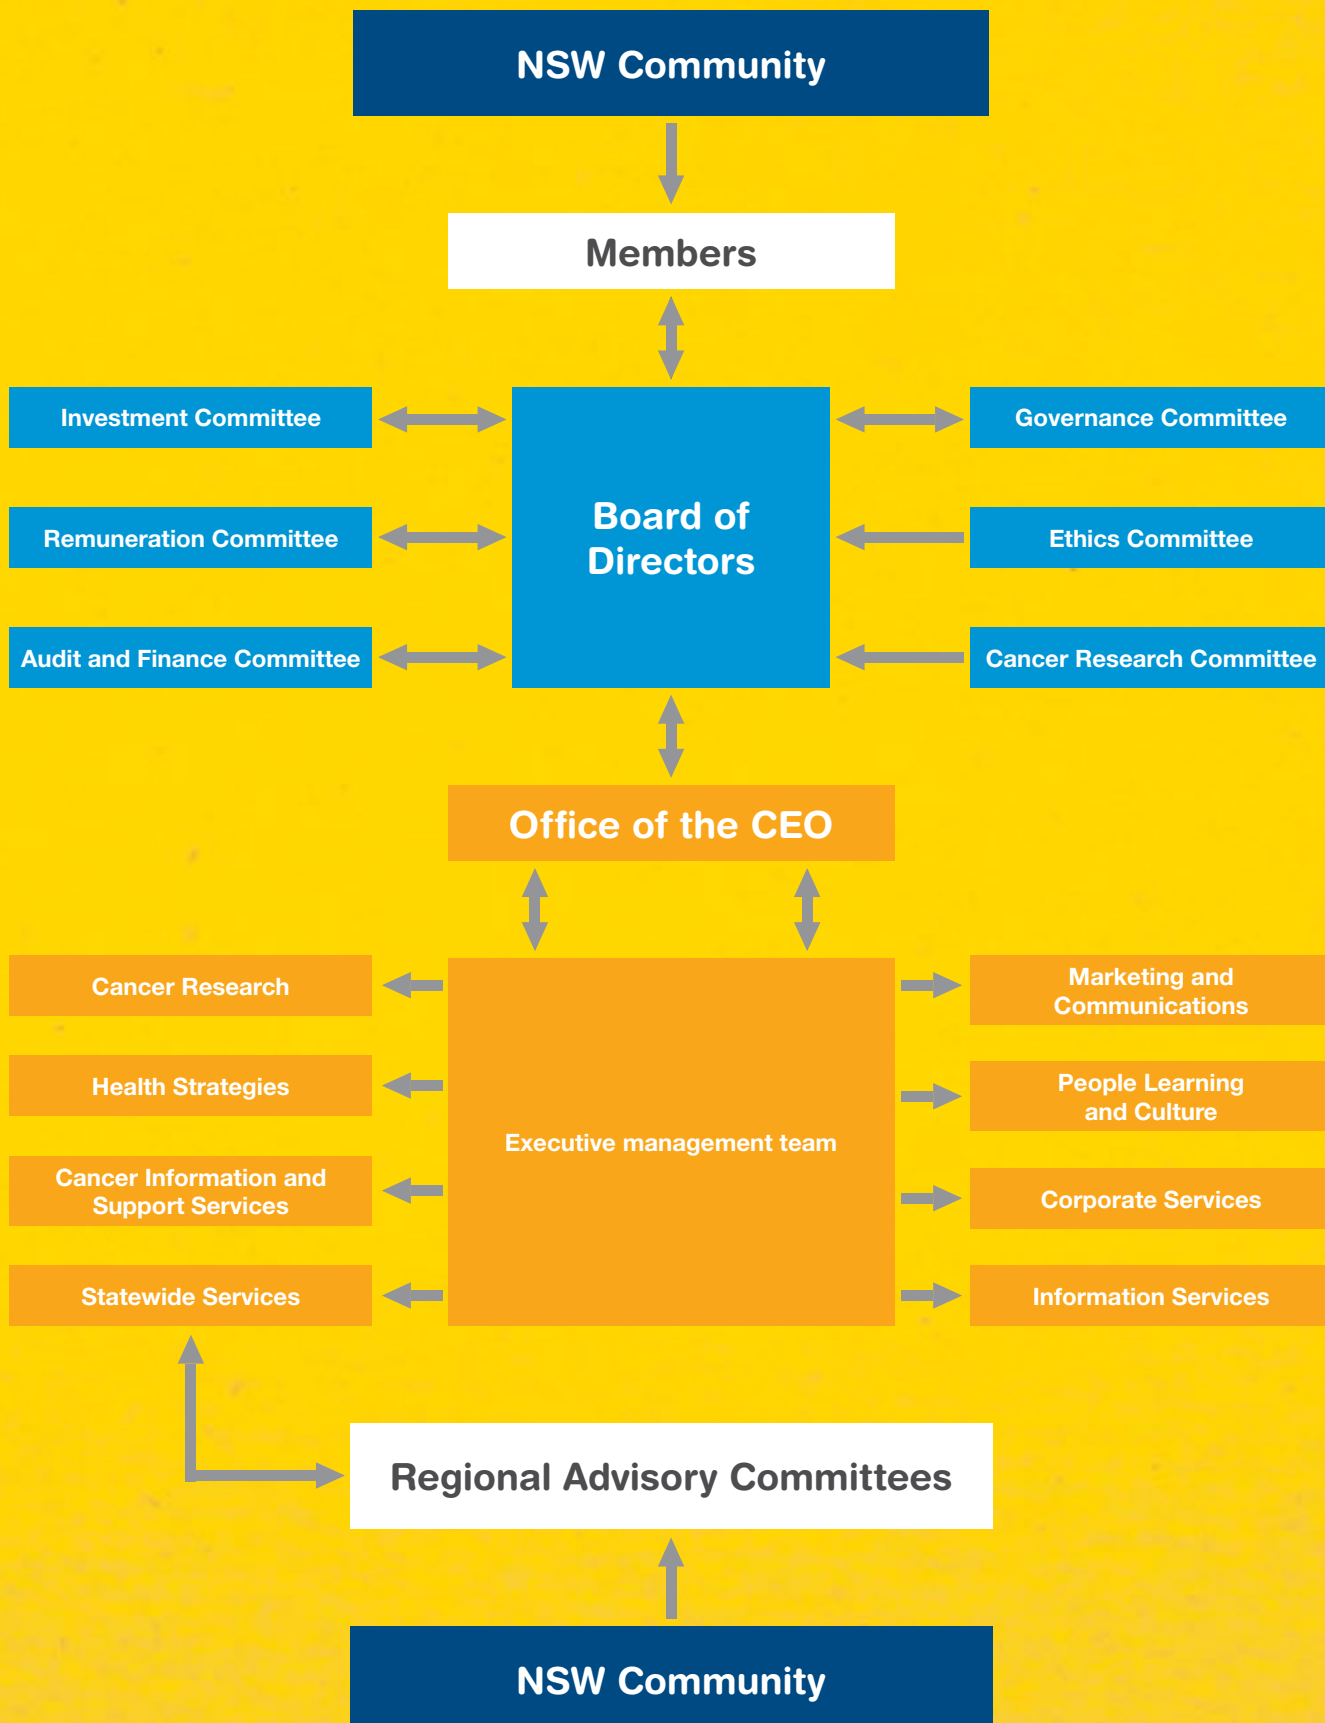 NSW Community
Members
Investment Committee
Governance Committee
Board of
Directors
Remuneration Committee
Ethics Committee
Audit and Finance Committee
Cancer Research Committee
Office of the CEO
Cancer Research
Marketing and
Communications
Health Strategies
People Learning
and Culture
Executive management team
Cancer Information and
Support Services
Corporate Services
Statewide Services
Information Services
Regional Advisory Committees
NSW Community